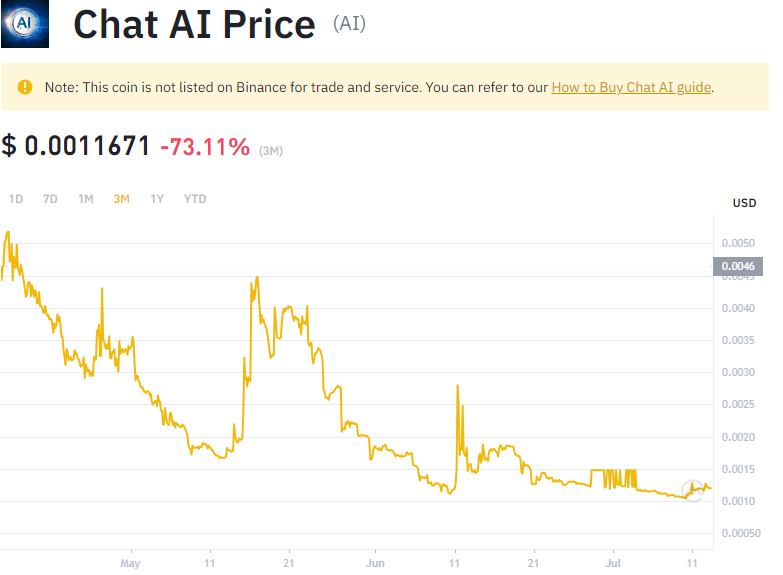 AI
Chat AI Price (AI)
Note: This coin is not listed on Binance for trade and service. You can refer to our How to Buy Chat AI guide.
$ 0.0011671 -73.11% (3M)
1D 7D 1M 3M 1Y YTD
USD
0.0050
0.0046
0.0045
0.0040
0.0035
0.0030
0.0025
0.0020
0.0015
0.0010
0.00050
May 11 21 Jun 11 21 Jul 11